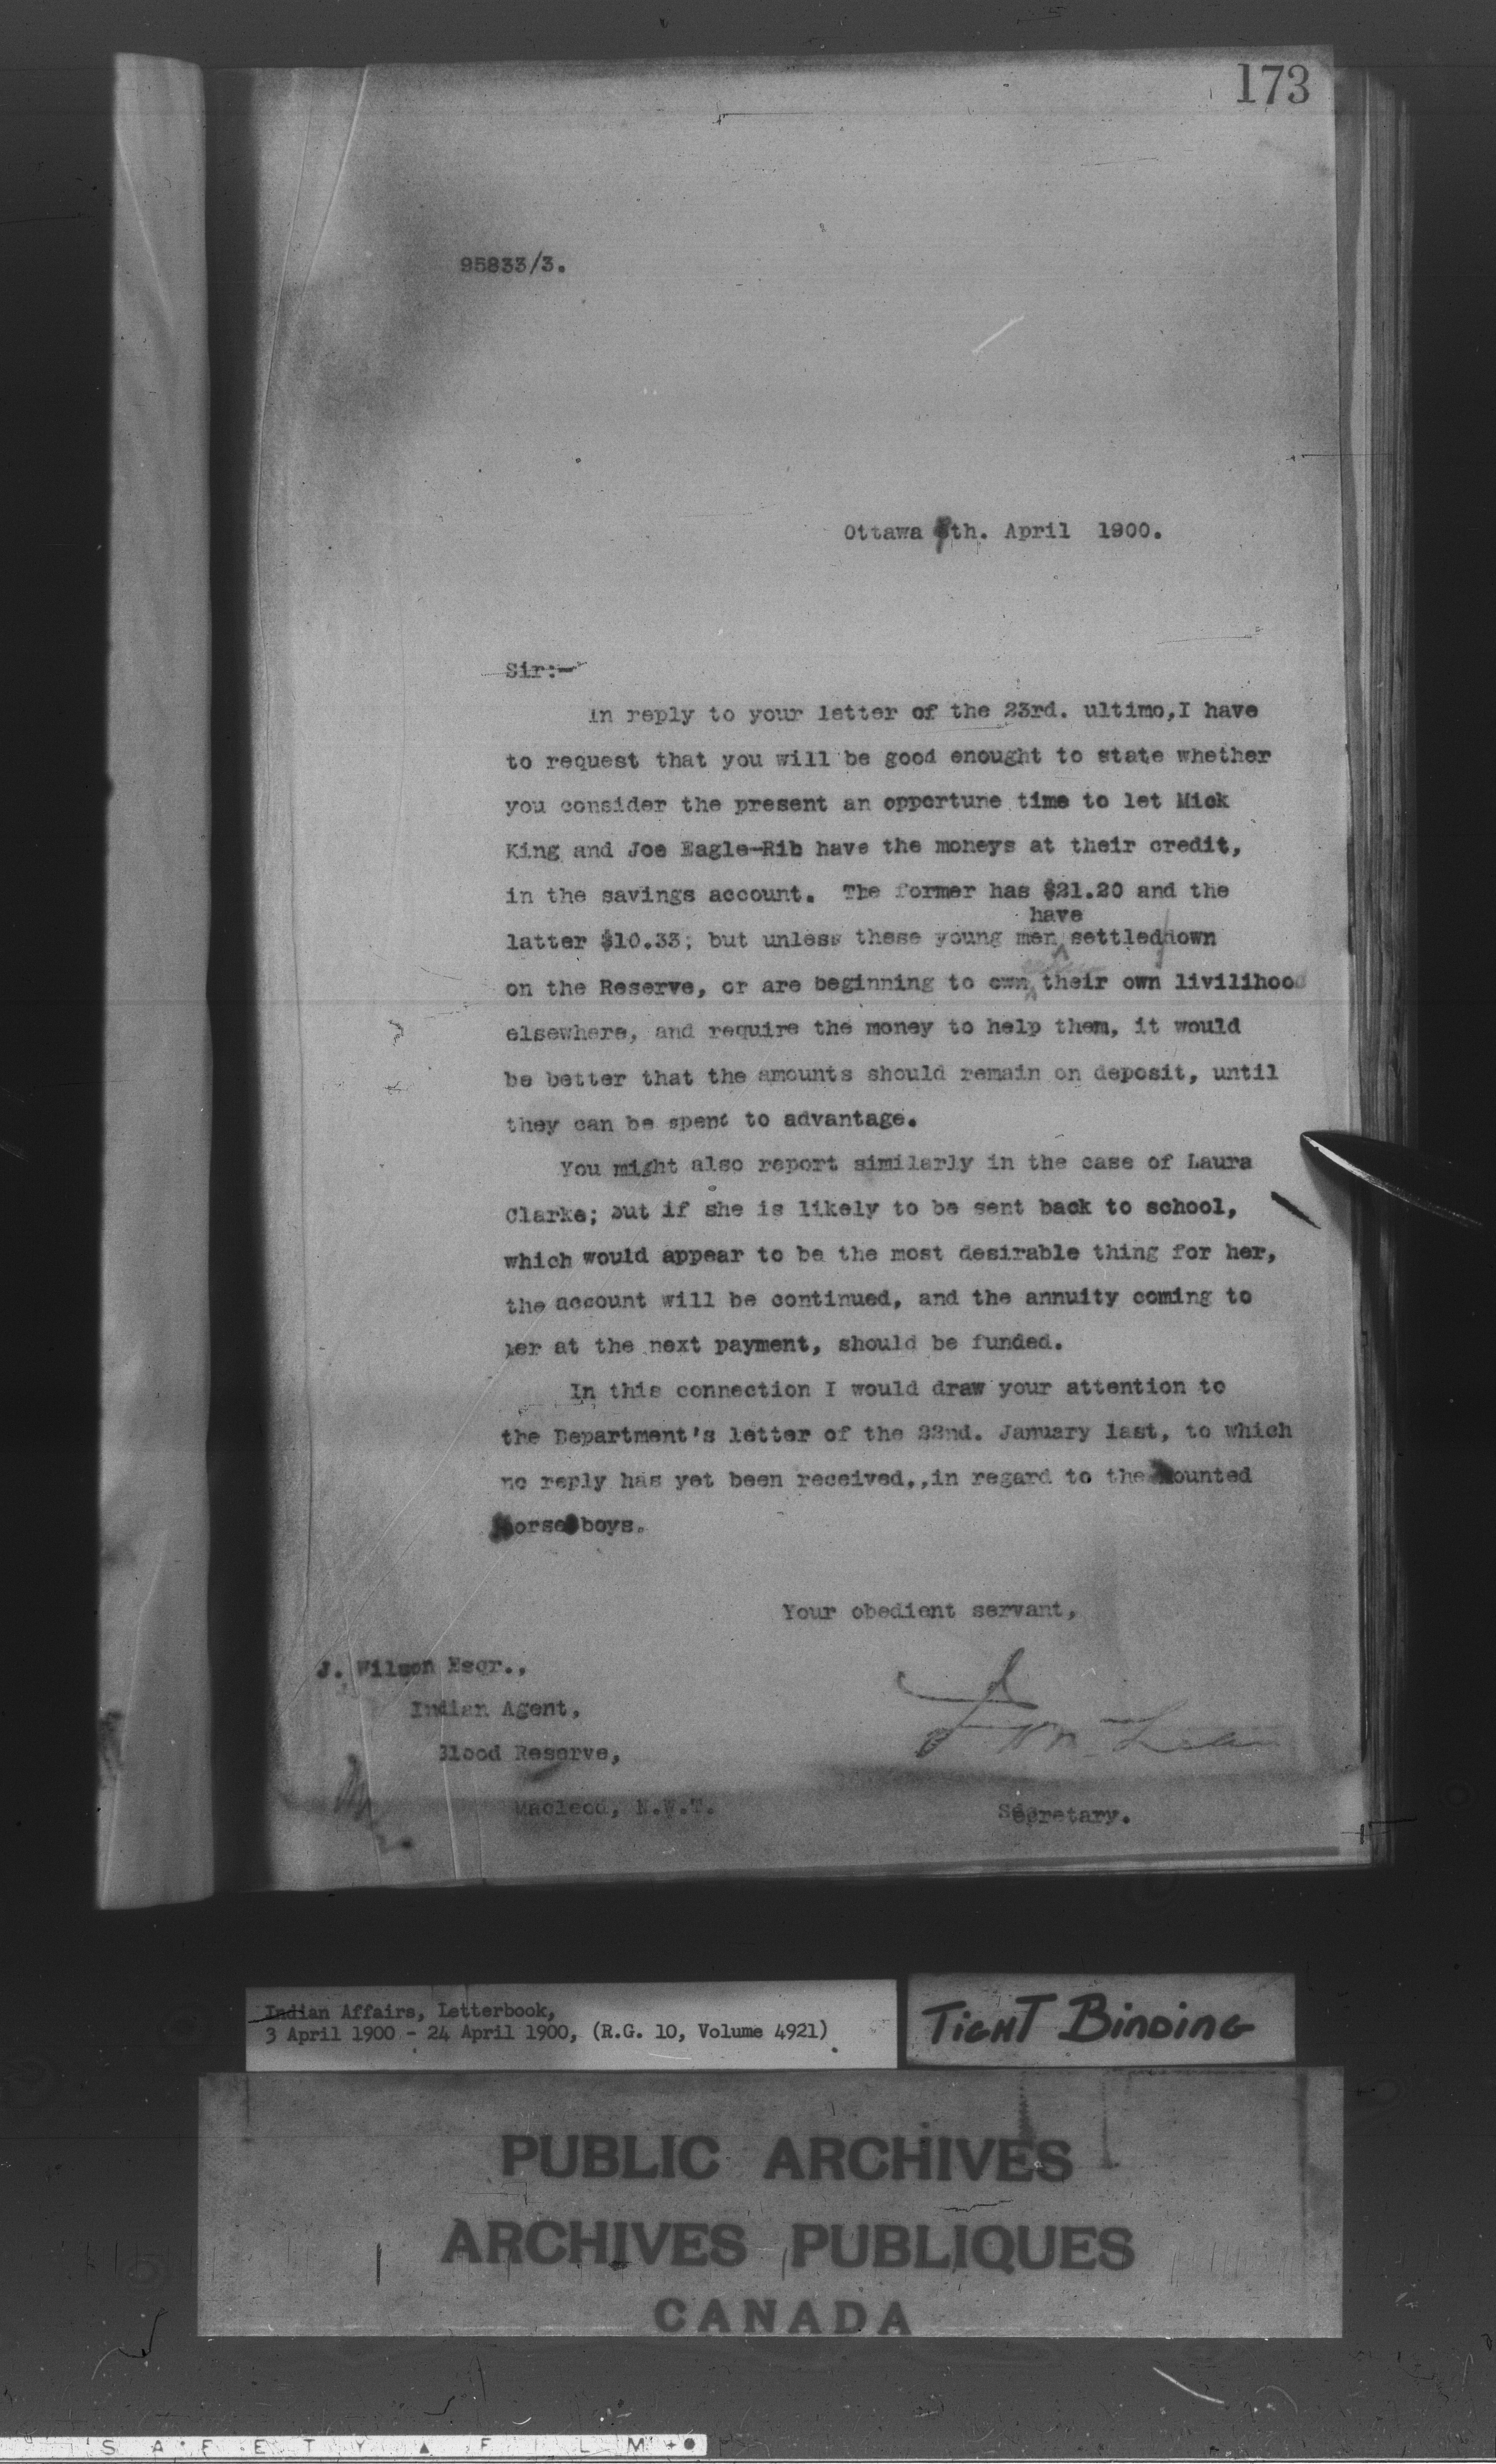 173
95833/3.
Ottawa th. April 1900.
Sir:-
In reply to your letter of the 23rd. ultimo,I have
to request that you will be good enought to state whether
you consider the present an opportune time to let Mick
King and Joe Eagle-Rib have the moneys at their credit,
in the savings account. The former has $21.20 and the
have
latter $10.33; but unless these young men settled down
on the Reserve, or are beginning to own their own livilihood
elsewhere, and require the money to help them, it would
be better that the amounts should remain on deposit, until
they can be spent to advantage.
You might also report similarly in the case of Laura
Clarke; but if she is likely to be sent back to school,
which would appear to be the most desirable thing for her,
the account will be continued, and the annuity coming to
her at the next payment, should be funded.
In this connection I would draw your attention to
the Department's letter of the 22nd. January last, to which
no reply has yet been received,,in regard to the Mounted
Horse boys.
Your obedient servant,
J. Wilson Esqr.,
Indian Agent,
Blood Reserve,
J D McLean
Macleod, N.W.T.
Secretary.
Indian Affairs, Letterbook,
3 April 1900 - 24 April 1900, (R.G. 10, Volume 4921)
TIGHT BINDING
PUBLIC ARCHIVES
ARCHIVES PUBLIQUES
CANADA
SAFETY FILM